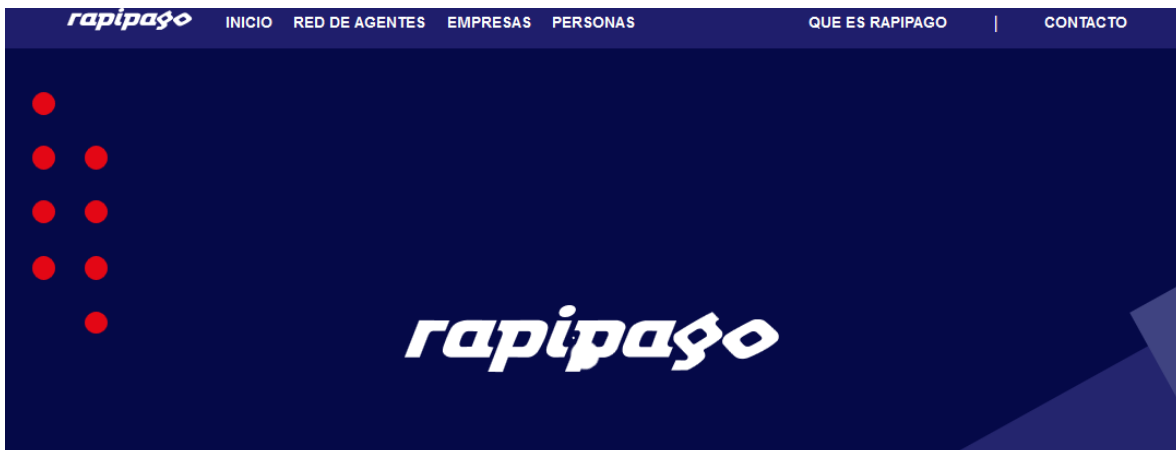 rapipago INICIO RED DE AGENTES EMPRESAS PERSONAS QUE ES RAPIPAGO | CONTACTO
rapipago